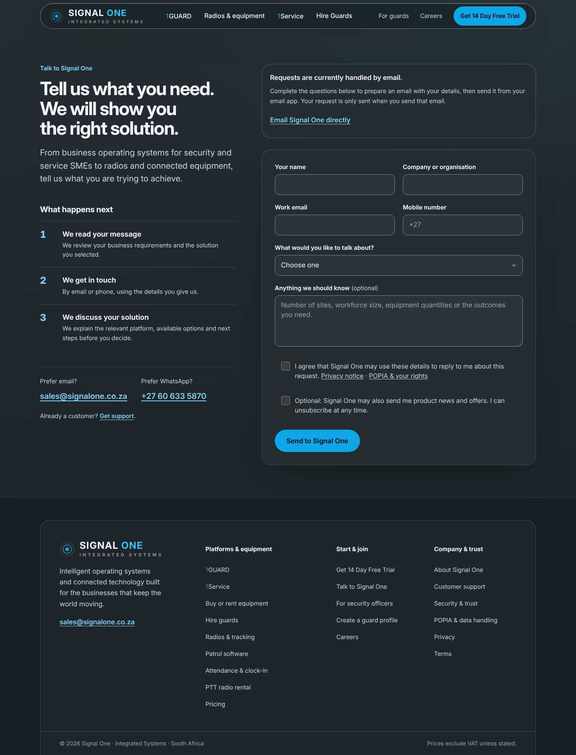 SIGNAL ONE
INTEGRATED SYSTEMS
1GUARD
Radios & equipment
1Service
Hire Guards
For guards
Careers
Get 14 Day Free Trial
Talk to Signal One
Tell us what you need.
We will show you
the right solution.
From business operating systems for security and
service SMEs to radios and connected equipment,
tell us what you are trying to achieve.
What happens next
1
We read your message
We review your business requirements and the solution
you selected.
2
We get in touch
By email or phone, using the details you give us.
3
We discuss your solution
We explain the relevant platform, available options and next
steps before you decide.
Prefer email?
sales@signalone.co.za
Prefer WhatsApp?
+27 60 633 5870
Already a customer? Get support.
Requests are currently handled by email.
Complete the questions below to prepare an email with your details, then send it from your
email app. Your request is only sent when you send that email.
Email Signal One directly
Your name
Company or organisation
Work email
Mobile number
+27
What would you like to talk about?
Choose one
Anything we should know (optional)
Number of sites, workforce size, equipment quantities or the outcomes
you need.
I agree that Signal One may use these details to reply to me about this
request. Privacy notice · POPIA & your rights
Optional: Signal One may also send me product news and offers. I can
unsubscribe at any time.
Send to Signal One
SIGNAL ONE
INTEGRATED SYSTEMS
Intelligent operating systems
and connected technology built
for the businesses that keep the
world moving.
sales@signalone.co.za
Platforms & equipment
1GUARD
1Service
Buy or rent equipment
Hire guards
Radios & tracking
Patrol software
Attendance & clock-in
PTT radio rental
Pricing
Start & join
Get 14 Day Free Trial
Talk to Signal One
For security officers
Create a guard profile
Careers
Company & trust
About Signal One
Customer support
Security & trust
POPIA & data handling
Privacy
Terms
© 2026 Signal One · Integrated Systems · South Africa
Prices exclude VAT unless stated.